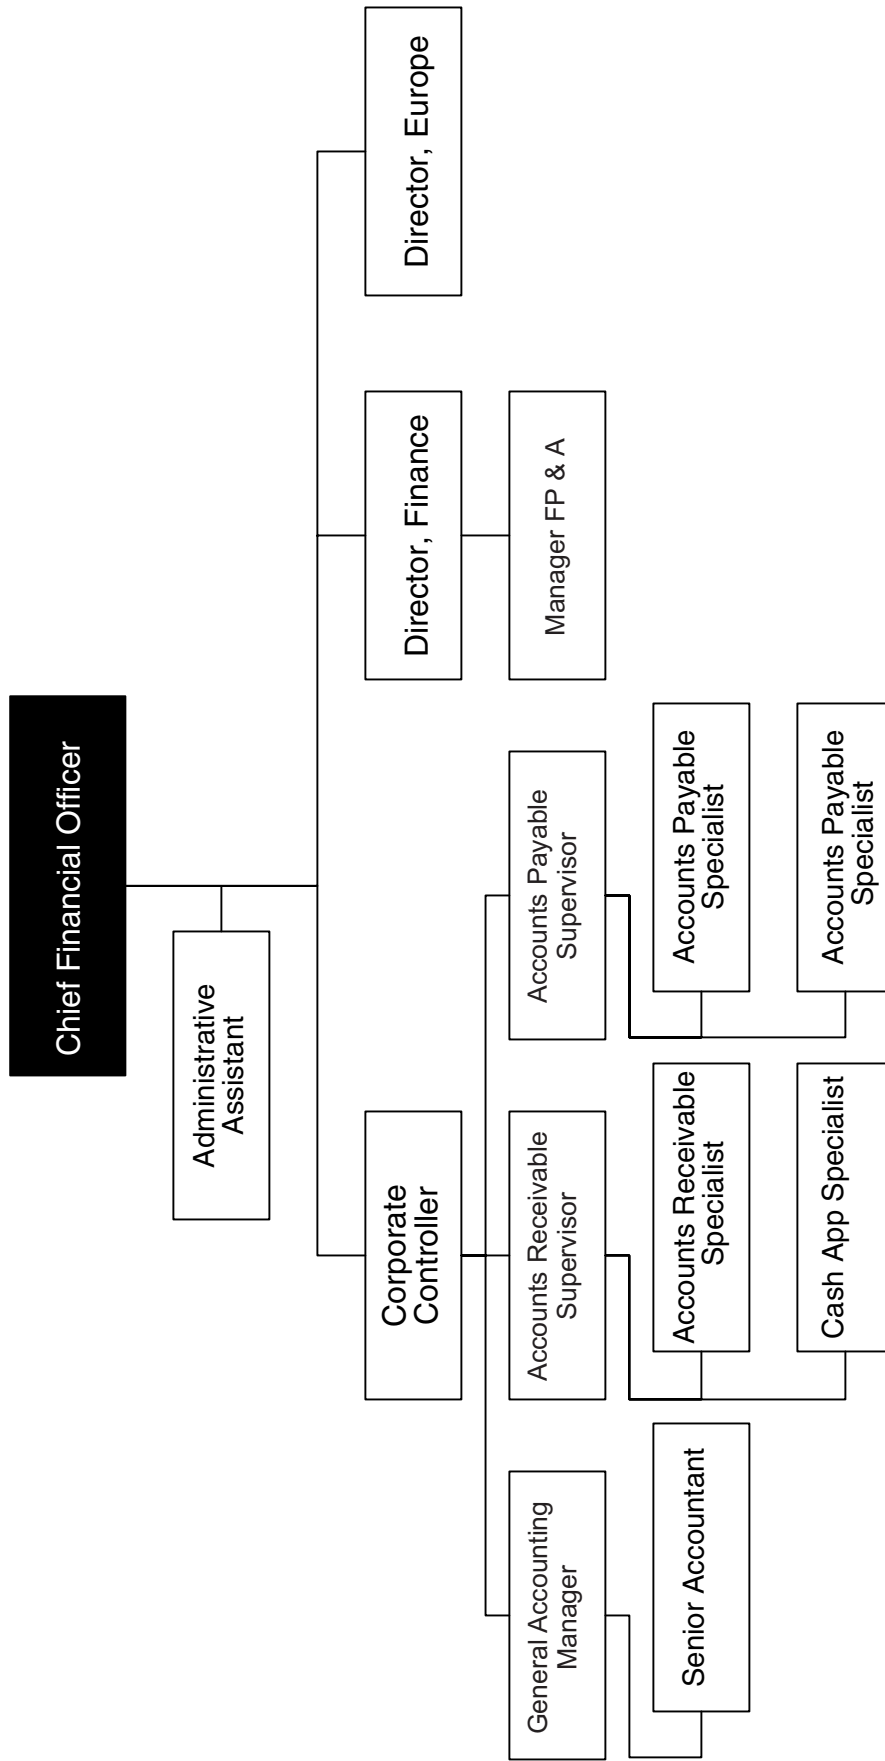 Chief Financial Officer
Administrative
Assistant
Corporate
Controller
Director, Finance
Director, Europe
General Accounting
Manager
Accounts Receivable
Supervisor
Accounts Payable
Supervisor
Manager FP & A
Senior Accountant
Accounts Receivable
Specialist
Accounts Payable
Specialist
Cash App Specialist
Accounts Payable
Specialist